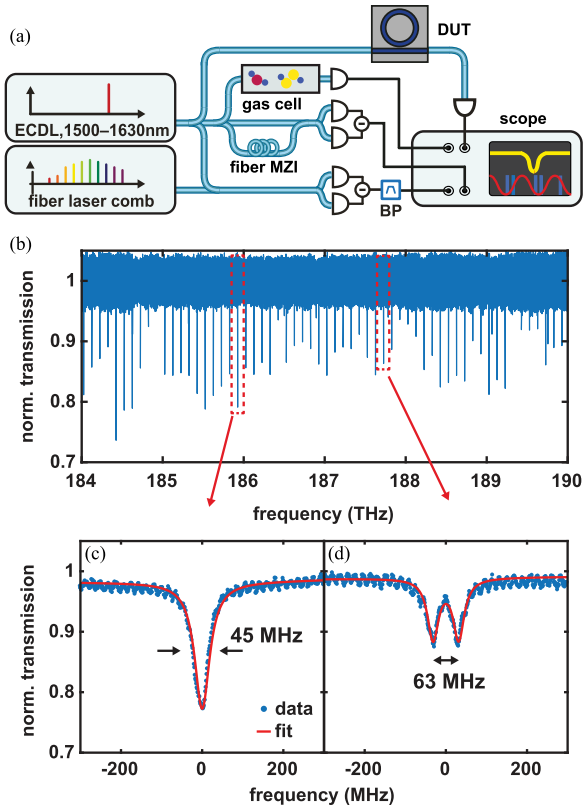 (a)
DUT
gas cell
ECDL,1500–1630nm
fiber MZI
scope
fiber laser comb
BP
(b)
norm. transmission
1
0.9
0.8
0.7
184 185 186 187 188 189 190
frequency (THz)
(c)
(d)
norm. transmission
1
0.9
0.8
0.7
45 MHz
63 MHz
data
fit
-200 0 200 -200 0 200
frequency (MHz)